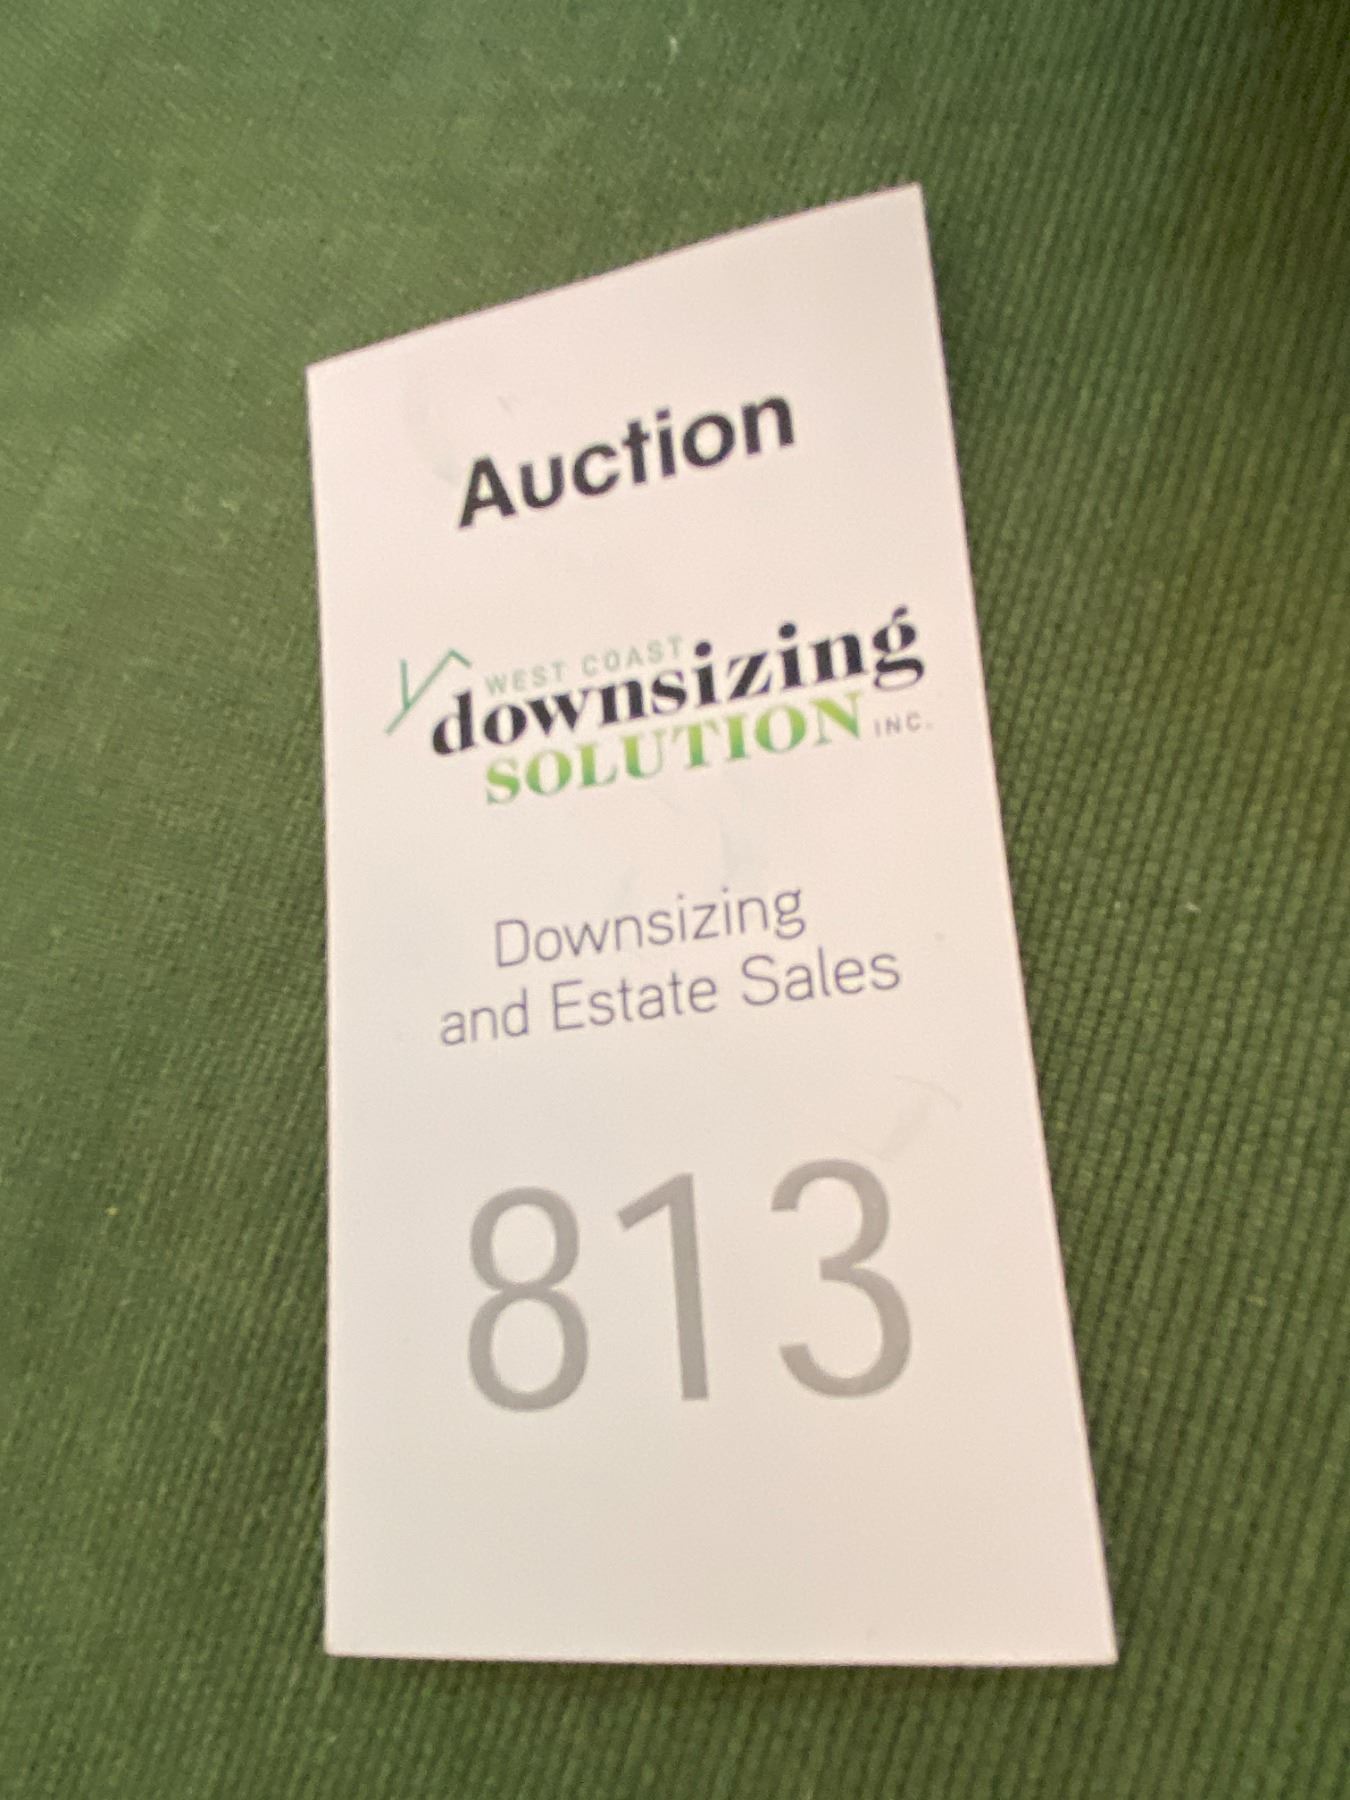 Auction
WEST COAST
downsizing
SOLUTION INC.
Downsizing
and Estate Sales
813